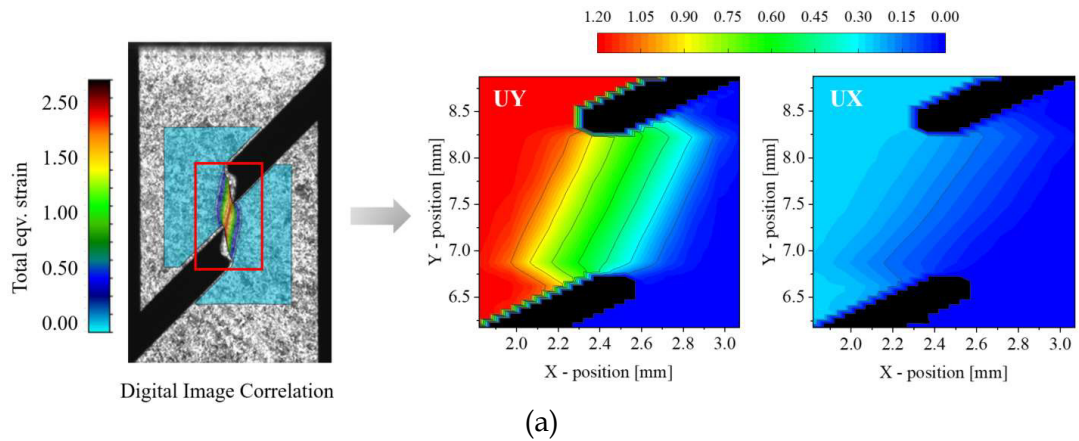 1.20 1.05 0.90 0.75 0.60 0.45 0.30 0.15 0.00
Total eqv. strain
2.50
2.00
1.50
1.00
0.50
0.00
Digital Image Correlation
UY
8.5
8.0
7.5
7.0
6.5
Y - position [mm]
2.0 2.2 2.4 2.6 2.8 3.0
X - position [mm]
UX
8.5
8.0
7.5
7.0
6.5
Y - position [mm]
2.0 2.2 2.4 2.6 2.8 3.0
X - position [mm]
(a)